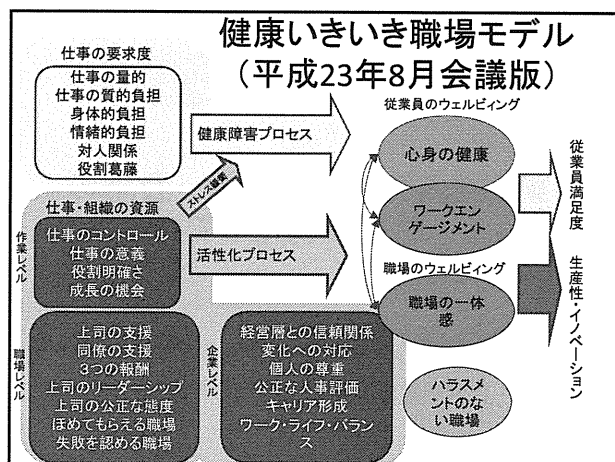 健康いきいき職場モデル
（平成23年8月会議版）
仕事の要求度
仕事の量的
仕事の質的負担
身体的負担
情緒的負担
対人関係
役割葛藤
健康障害プロセス
従業員のウェルビィング
心身の健康
ワークエン
ゲージメント
従業員満足度
仕事・組織の資源
作業レベル
仕事のコントロール
仕事の意義
役割明確さ
成長の機会
活性化プロセス
職場のウェルビィング
職場の一体
感
生産性・イノベーション
職場レベル
上司の支援
同僚の支援
3つの報酬
上司のリーダーシップ
上司の公正な態度
ほめてもらえる職場
失敗を認める職場
企業レベル
経営層との信頼関係
変化への対応
個人の尊重
公正な人事評価
キャリア形成
ワーク・ライフ・バラン
ス
ハラスメ
ントのな
い職場